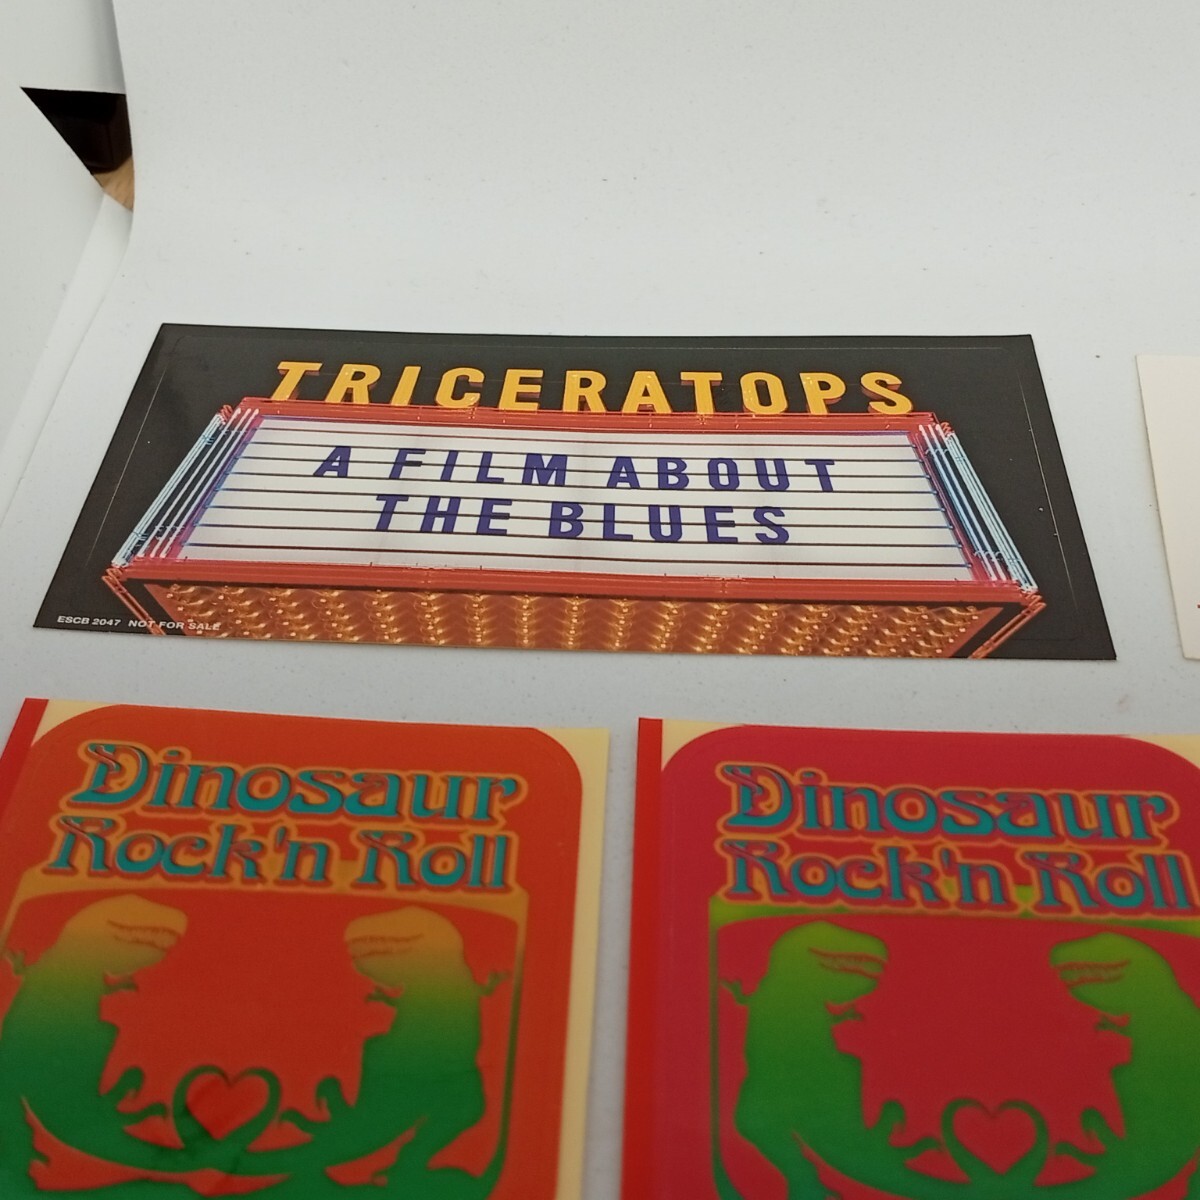 TRICERATOPS
A FILM ABOUT
THE BLUES
ESCB 2047 NOT FOR SALE
Dinosaur
Rock'n Roll
Dinosaur
Rock'n Roll